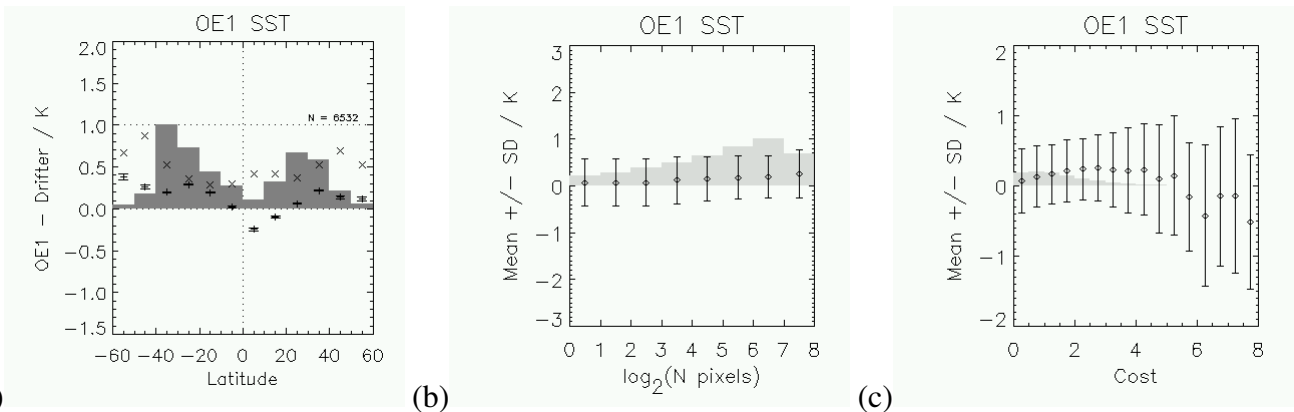 OE1 SST
OE1 – Drifter / K
2.0
1.5
1.0
0.5
0.0
−0.5
−1.0
−1.5
N = 6532
−60 −40 −20 0 20 40 60
Latitude
)
OE1 SST
Mean +/− SD / K
3
2
1
0
−1
−2
−3
0 1 2 3 4 5 6 7 8
log2(N pixels)
(b)
OE1 SST
Mean +/− SD / K
2
1
0
−1
−2
0 2 4 6 8
Cost
(c)